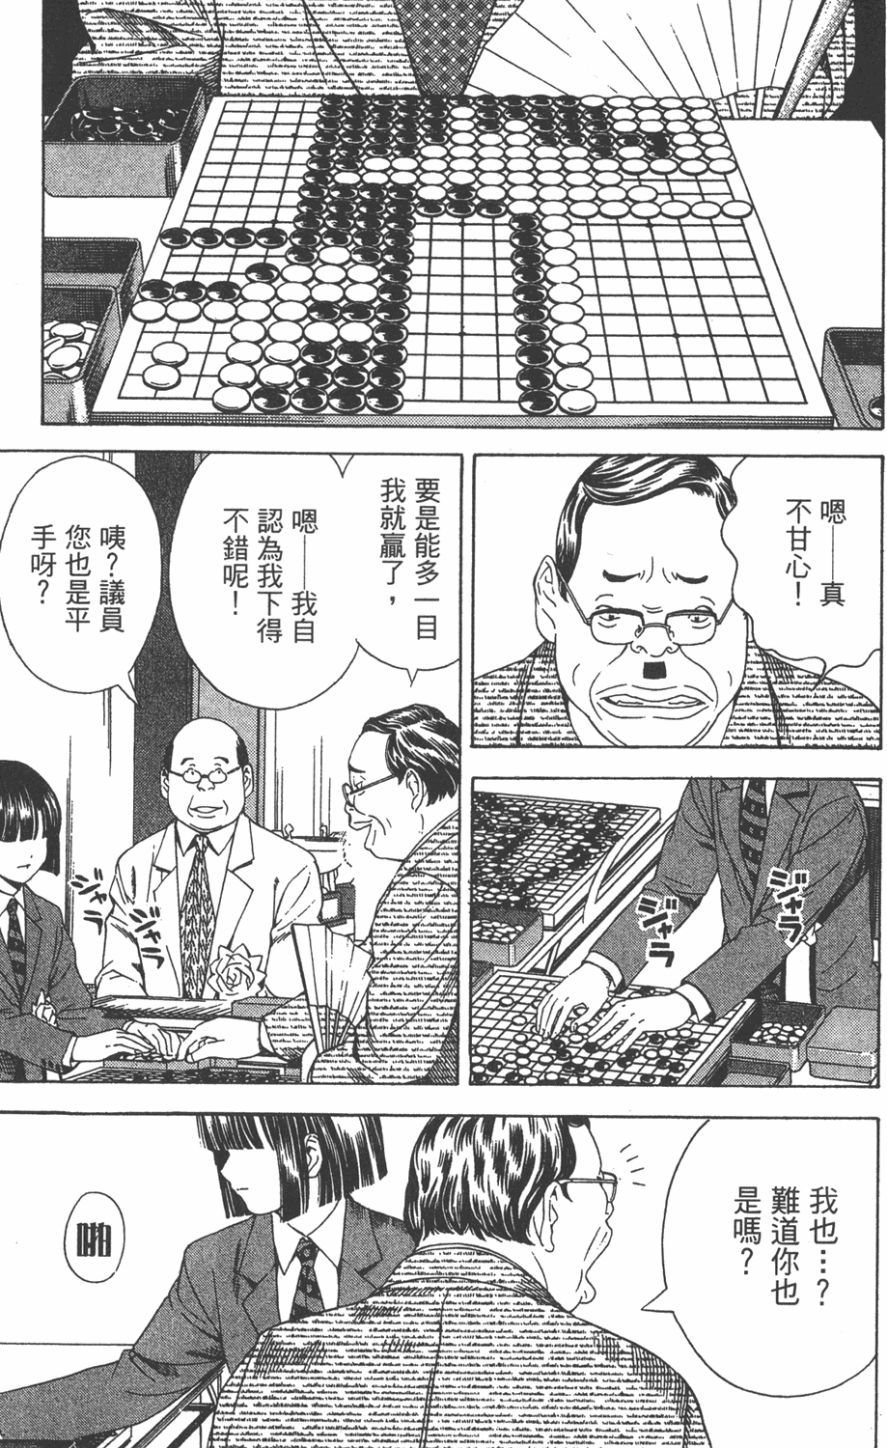 嗯──真
不甘心！
要是能多一目
我就贏了，
嗯──我自
認為我下得
不錯呢！
咦？議員
您也是平
手呀？
ジャラ
ジャラ
ジャラ
ジャラ
我也…？
難道你也
是嗎？
啪